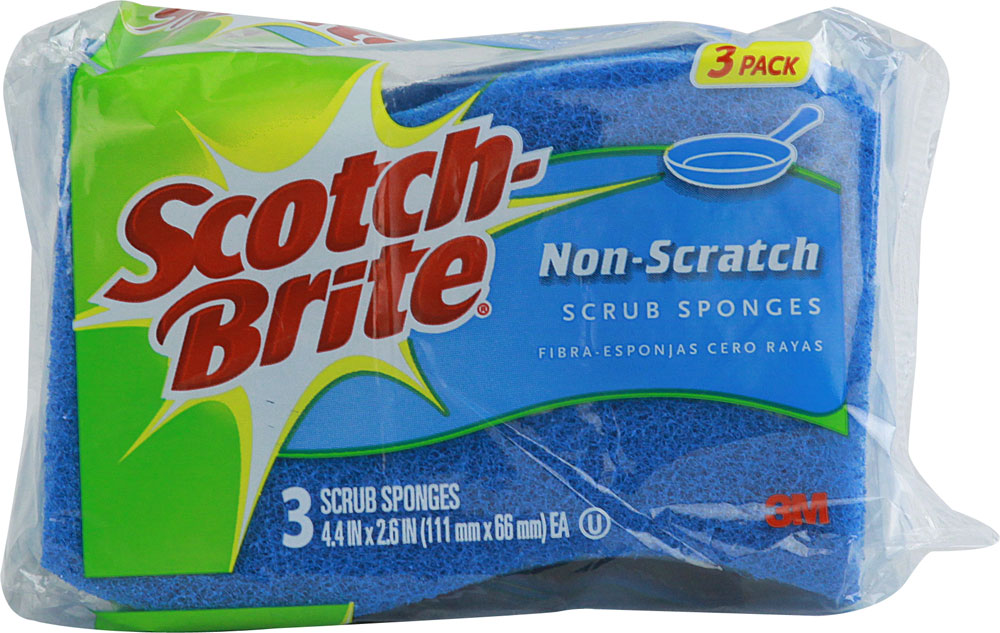 3 PACK
Scotch-
Brite®
Non-Scratch
SCRUB SPONGES
FIBRA-ESPONJAS CERO RAYAS
3 SCRUB SPONGES
4.4 IN x 2.6 IN (111 mm x 66 mm) EA U
3M